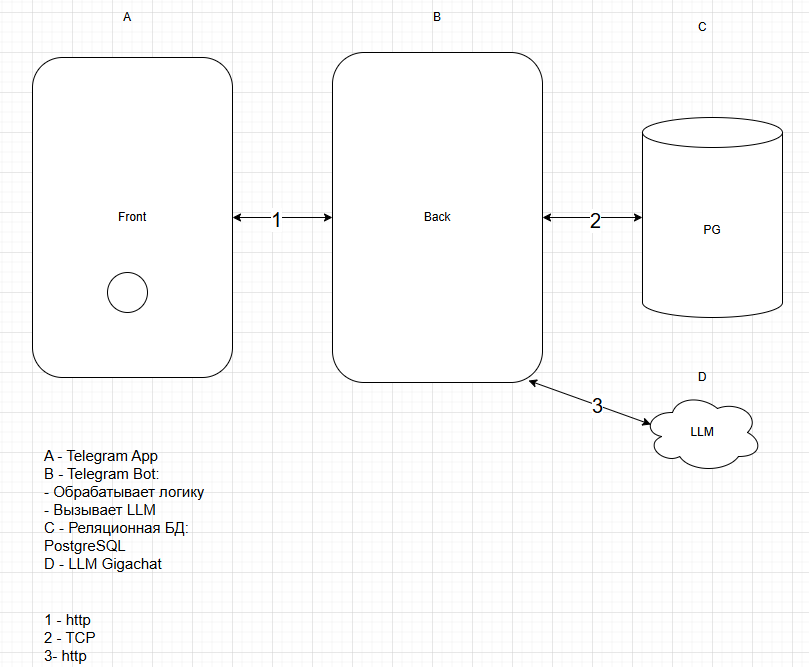 A
B
C
Front
1
Back
2
PG
D
3
LLM
A - Telegram App
B - Telegram Bot:
- Обрабатывает логику
- Вызывает LLM
C - Реляционная БД:
PostgreSQL
D - LLM Gigachat
1 - http
2 - TCP
3- http